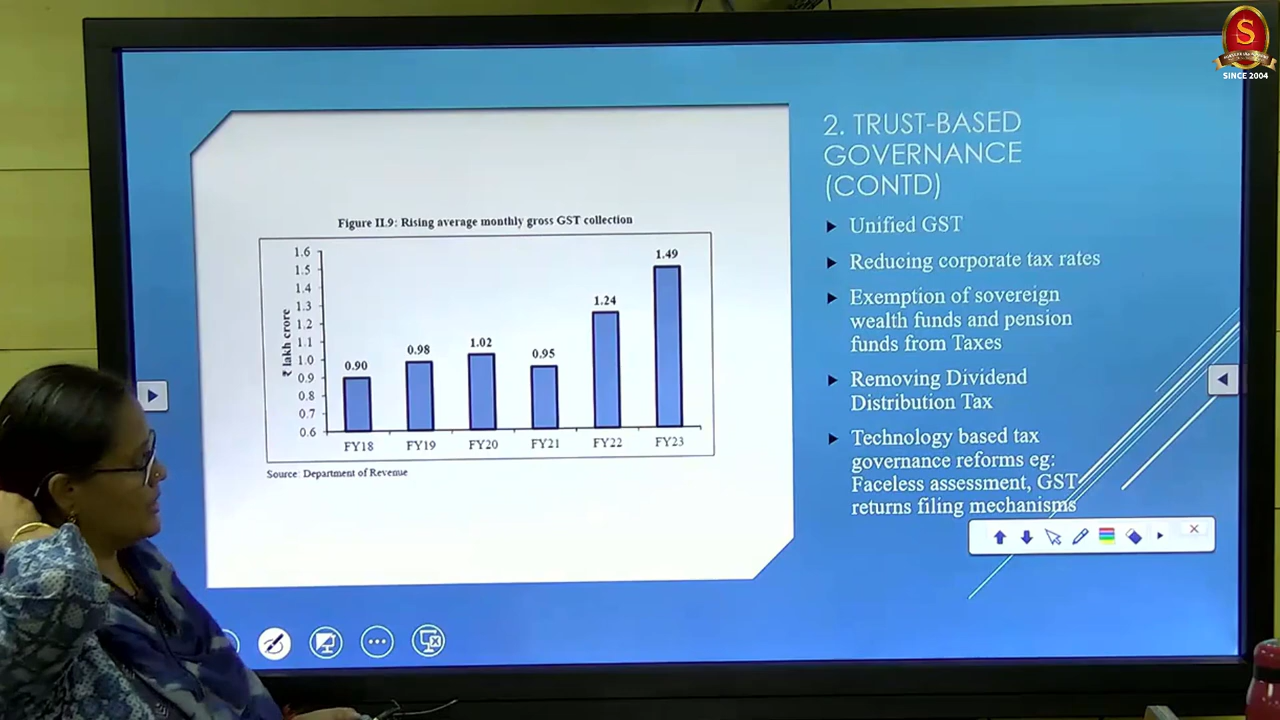 S
SINCE 2004
2. TRUST-BASED
GOVERNANCE
(CONTD)
Unified GST
Reducing corporate tax rates
Exemption of sovereign
wealth funds and pension
funds from Taxes
Removing Dividend
Distribution Tax
Technology based tax
governance reforms eg:
Faceless assessment, GST
returns filing mechanisms
Figure II.9: Rising average monthly gross GST collection
₹ lakh crore
1.6
1.5
1.4
1.3
1.2
1.1
1.0
0.9
0.8
0.7
0.6
0.90
0.98
1.02
0.95
1.24
1.49
FY18 FY19 FY20 FY21 FY22 FY23
Source: Department of Revenue